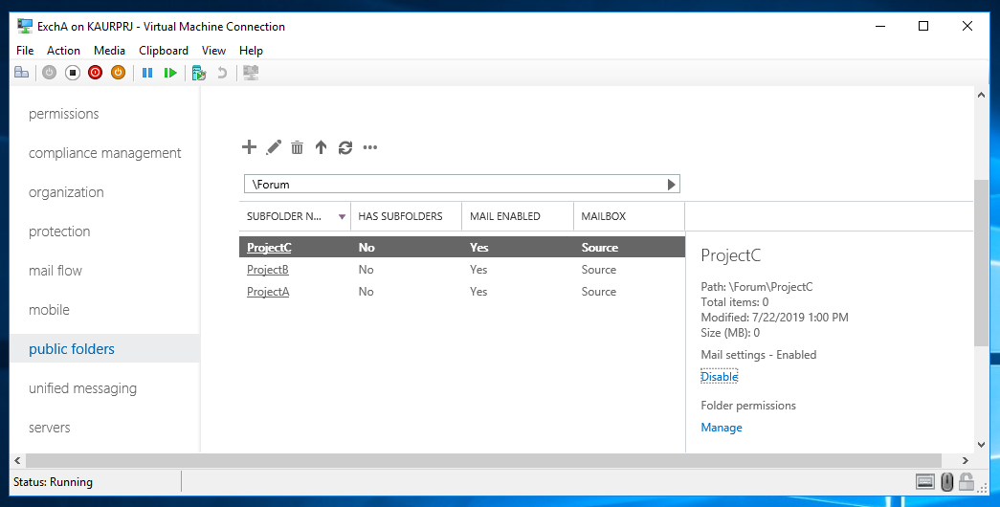 ExchA on KAURPRJ - Virtual Machine Connection
File Action Media Clipboard View Help
permissions
compliance management
organization
protection
mail flow
mobile
public folders
unified messaging
servers
\Forum
SUBFOLDER N... HAS SUBFOLDERS MAIL ENABLED MAILBOX
ProjectC No Yes Source
ProjectB No Yes Source
ProjectA No Yes Source
ProjectC
Path: \Forum\ProjectC
Total items: 0
Modified: 7/22/2019 1:00 PM
Size (MB): 0
Mail settings - Enabled
Disable
Folder permissions
Manage
Status: Running